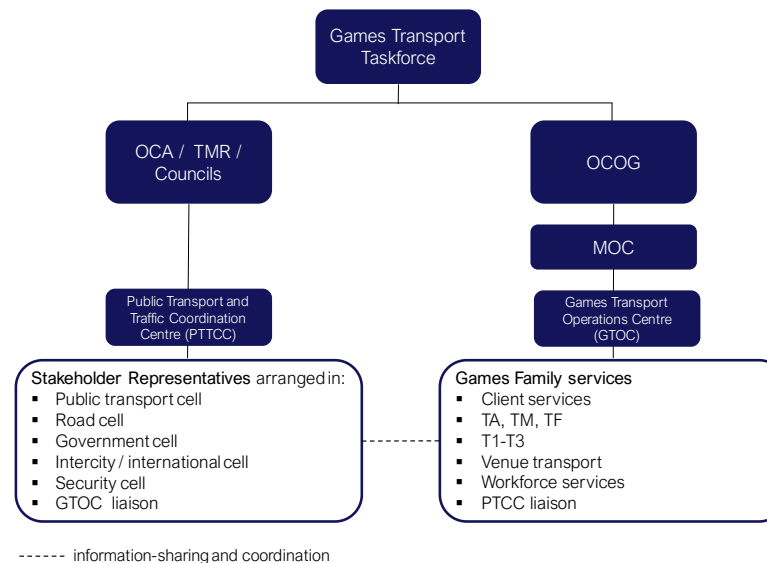 Games Transport
Taskforce
OCA / TMR /
Councils
OCOG
MOC
Public Transport and
Traffic Coordination
Centre (PTTCC)
Games Transport
Operations Centre
(GTOC)
Stakeholder Representatives arranged in:
▪ Public transport cell
▪ Road cell
▪ Government cell
▪ Intercity / international cell
▪ Security cell
▪ GTOC liaison
Games Family services
▪ Client services
▪ TA, TM, TF
▪ T1-T3
▪ Venue transport
▪ Workforce services
▪ PTCC liaison
------ information-sharing and coordination